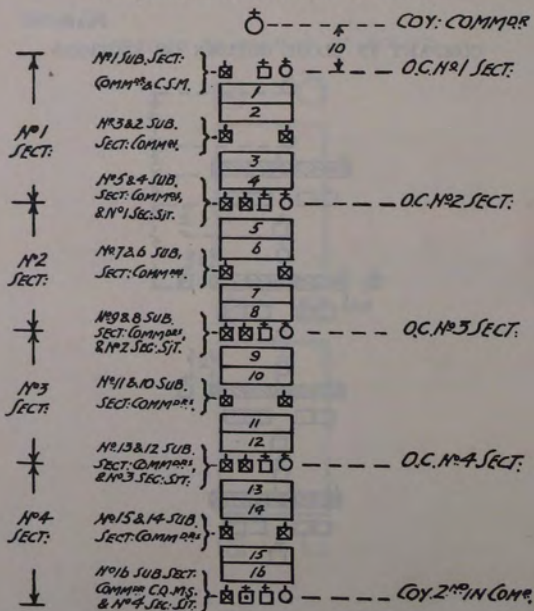 COY: COMMDR
10
Nº1 SUB. SECT: COMMDR & C.S.M.
O.C. Nº1 SECT:
1
2
Nº1 SECT:
Nº3 & 2 SUB. SECT: COMMDRS
3
4
Nº5 & 4 SUB. SECT: COMMDRS, & Nº1 SEC: SJT.
O.C. Nº2 SECT:
5
6
Nº2 SECT:
Nº7 & 6 SUB, SECT: COMMDRS
7
8
Nº9 & 8 SUB. SECT: COMMDRS, & Nº2 SEC: SJT.
O.C. Nº3 SECT:
9
10
Nº3 SECT:
Nº11 & 10 SUB. SECT: COMMDRS
11
12
Nº13 & 12 SUB. SECT: COMMDRS, & Nº3 SEC: SJT.
O.C. Nº4 SECT:
13
14
Nº4 SECT:
Nº15 & 14 SUB. SECT: COMMDRS
15
16
Nº16 SUB. SECT. COMMDR C.Q.M.S. & Nº4 SEC: SJT.
COY. 2ND IN COMD.